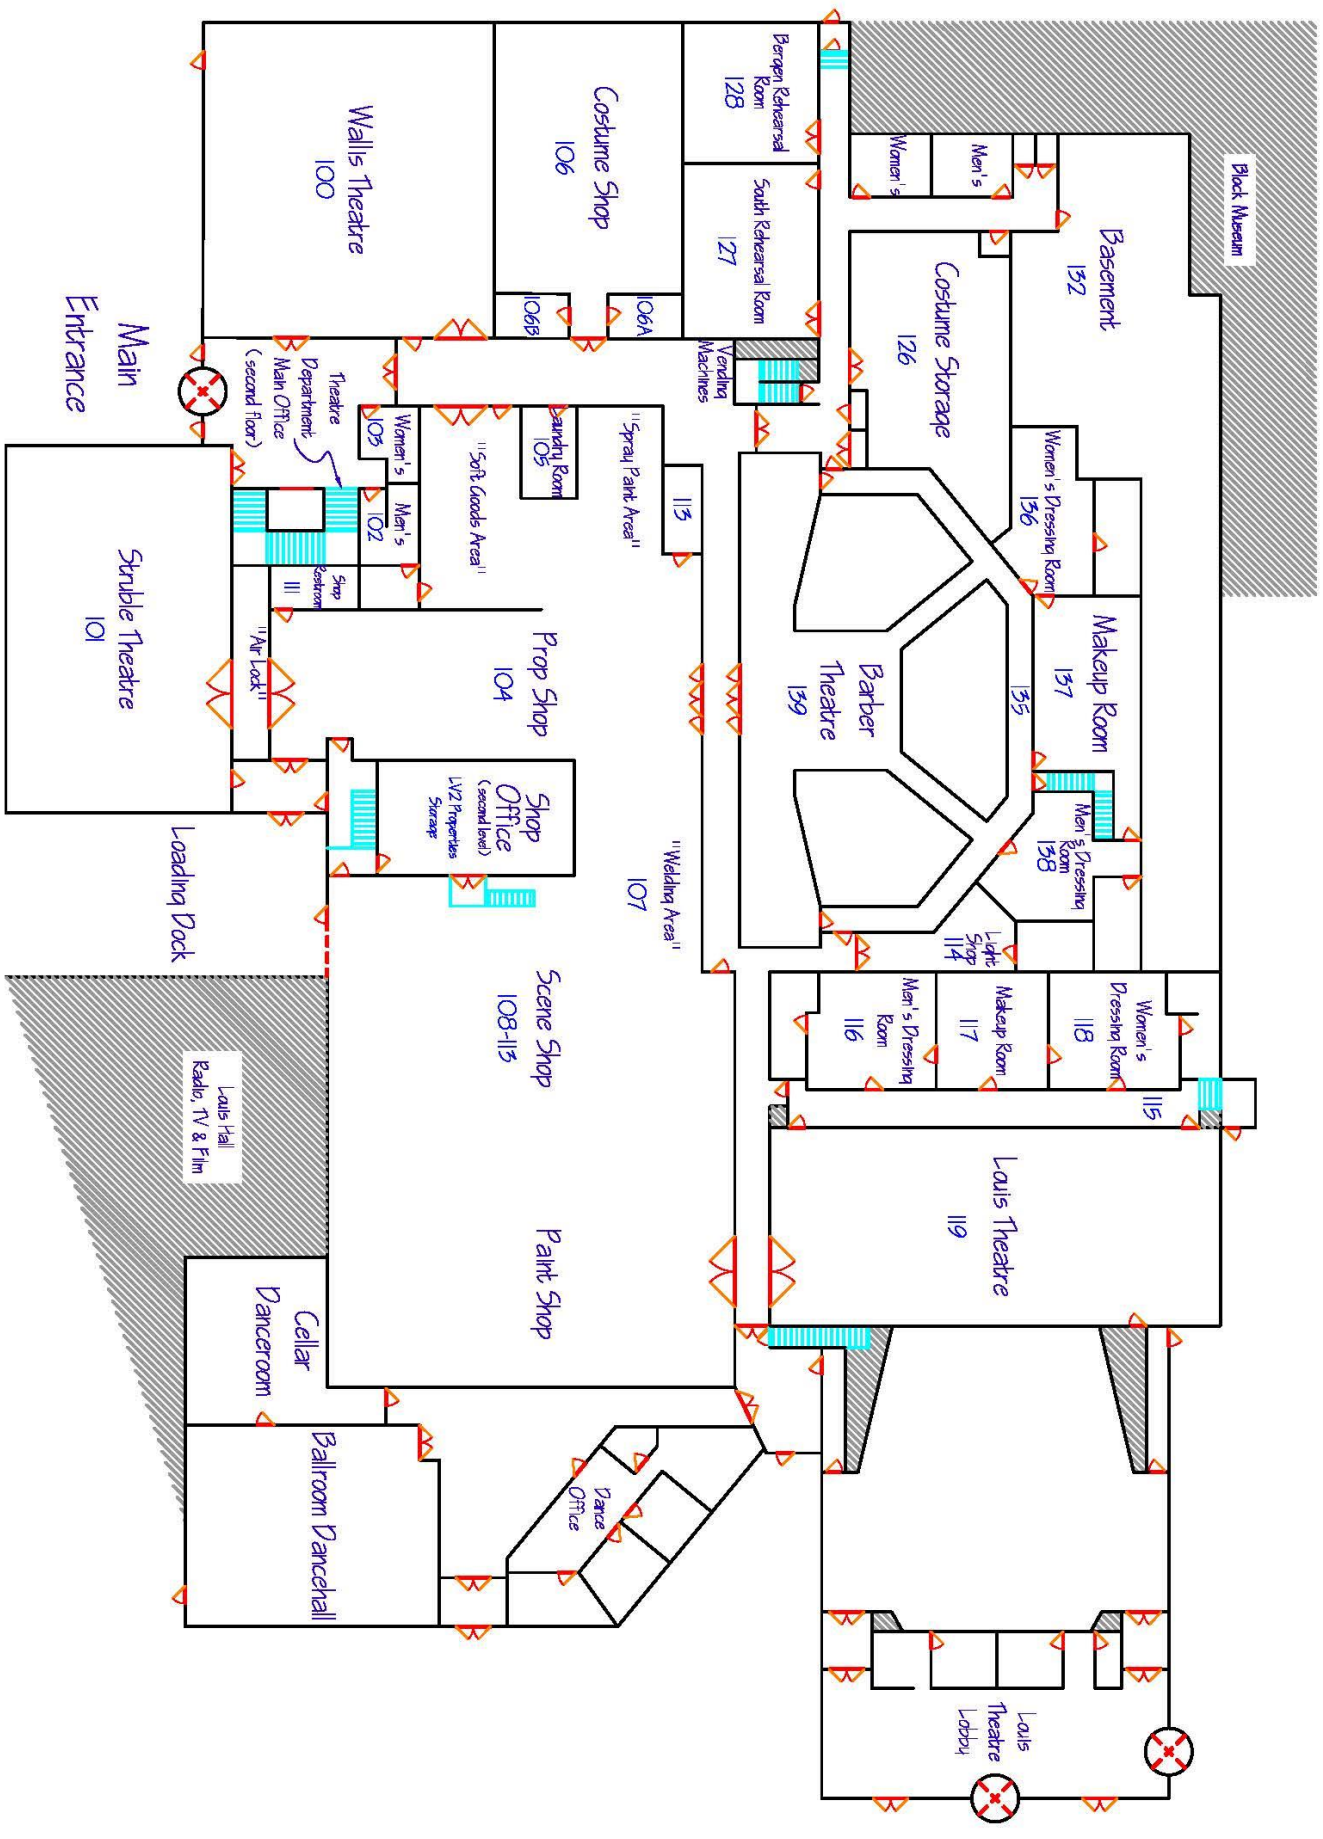 Block Museum
Basement
132
Men's
Women's
Bergen Rehearsal
Room
128
Costume Shop
106
Walls Theatre
100
South Rehearsal Room
127
Costume Storage
126
106A
106B
Vending
Machines
Main
Entrance
Theatre
Department
Main Office
(second floor)
Women's
103
Men's
102
"Soft Goods Area"
Laundry Room
105
"Spray Paint Area"
113
Women's Dressing Room
136
Makeup Room
137
135
Barber
Theatre
139
Men's Dressing
Room
138
Light
Shop
114
Shop
Restroom
111
"Air Lock"
Struble Theatre
101
Prop Shop
104
Shop
Office
(second level)
LV2 Properties
Storage
"Welding Area"
107
Loading Dock
Scene Shop
108-113
Women's
Dressing Room
118
Makeup Room
117
Men's Dressing
Room
116
115
Louis Theatre
119
Louis Hall
Radio, TV & Film
Paint Shop
Cellar
Danceroom
Ballroom Dancehall
Dance
Office
Louis
Theatre
Lobby